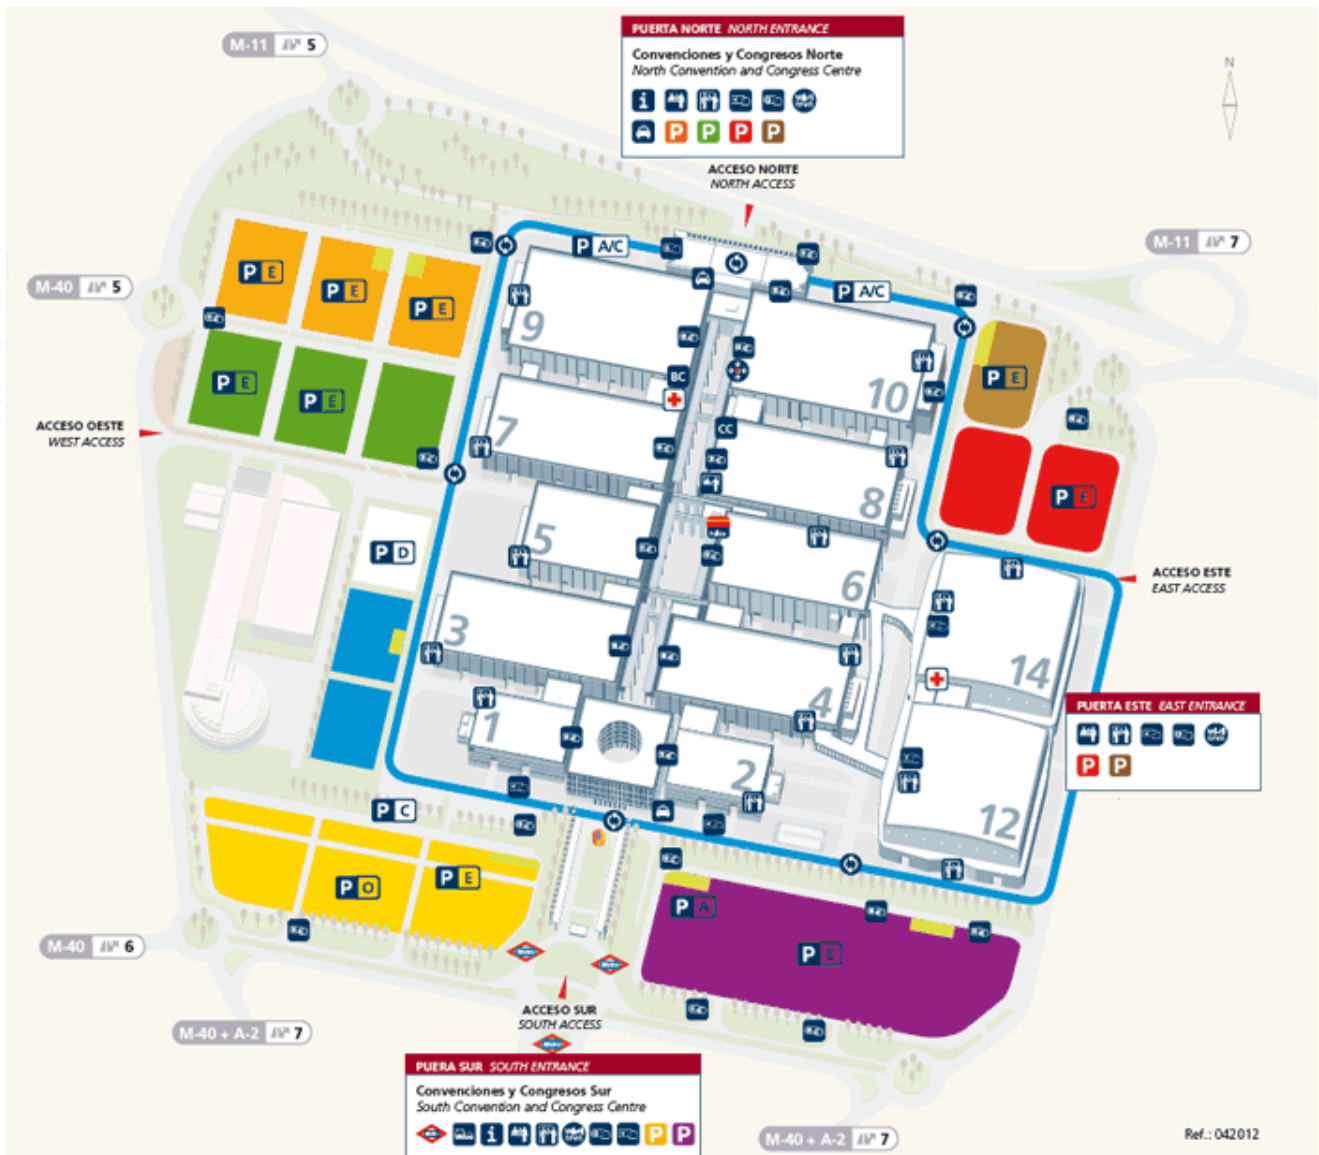 M-11 5
PUERTA NORTE NORTH ENTRANCE
Convenciones y Congresos Norte
North Convention and Congress Centre
i
P P P P
N
ACCESO NORTE
NORTH ACCESS
M-11 7
M-40 5
P E
P E
P E
P A/C
P A/C
9
10
P E
P E
P E
BC
ACCESO OESTE
WEST ACCESS
7
CC
8
P E
P D
5
6
ACCESO ESTE
EAST ACCESS
3
4
14
PUERTA ESTE EAST ENTRANCE
P P
1
2
12
P C
P O
P E
P A
P E
M-40 6
Metro
Metro
ACCESO SUR
SOUTH ACCESS
Metro
M-40 + A-2 7
PUERA SUR SOUTH ENTRANCE
Convenciones y Congresos Sur
South Convention and Congress Centre
i P P
M-40 + A-2 7
Ref.: 042012